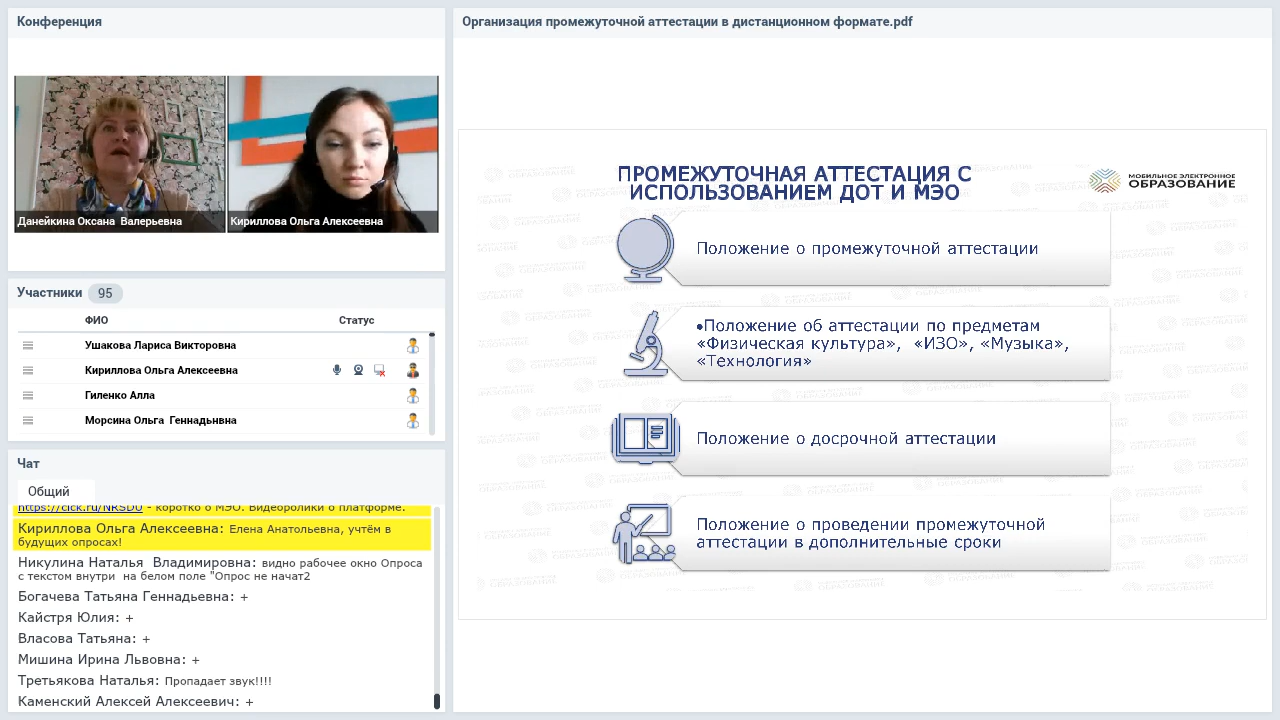 Конференция
Данейкина Оксана  Валерьевна
Кириллова Ольга Алексеевна
Участники 95
ФИО Статус
Ушакова Лариса Викторовна
Кириллова Ольга Алексеевна
Гиленко Алла
Морсина Ольга  Геннадьнвна
Чат
Общий
https://clck.ru/NRSDU - коротко о МЭО. Видеоролики о платформе.
Кириллова Ольга Алексеевна: Елена Анатольевна, учтём в
будущих опросах!
Никулина Наталья  Владимировна: видно рабочее окно Опроса
с текстом внутри  на белом поле "Опрос не начат2
Богачева Татьяна Геннадьевна: +
Кайстря Юлия: +
Власова Татьяна: +
Мишина Ирина Львовна: +
Третьякова Наталья: Пропадает звук!!!!
Каменский Алексей Алексеевич: +
Организация промежуточной аттестации в дистанционном формате.pdf
ПРОМЕЖУТОЧНАЯ АТТЕСТАЦИЯ С
ИСПОЛЬЗОВАНИЕМ ДОТ И МЭО
МОБИЛЬНОЕ ЭЛЕКТРОННОЕ
ОБРАЗОВАНИЕ
Положение о промежуточной аттестации
•Положение об аттестации по предметам
«Физическая культура»,  «ИЗО», «Музыка»,
«Технология»
Положение о досрочной аттестации
Положение о проведении промежуточной
аттестации в дополнительные сроки